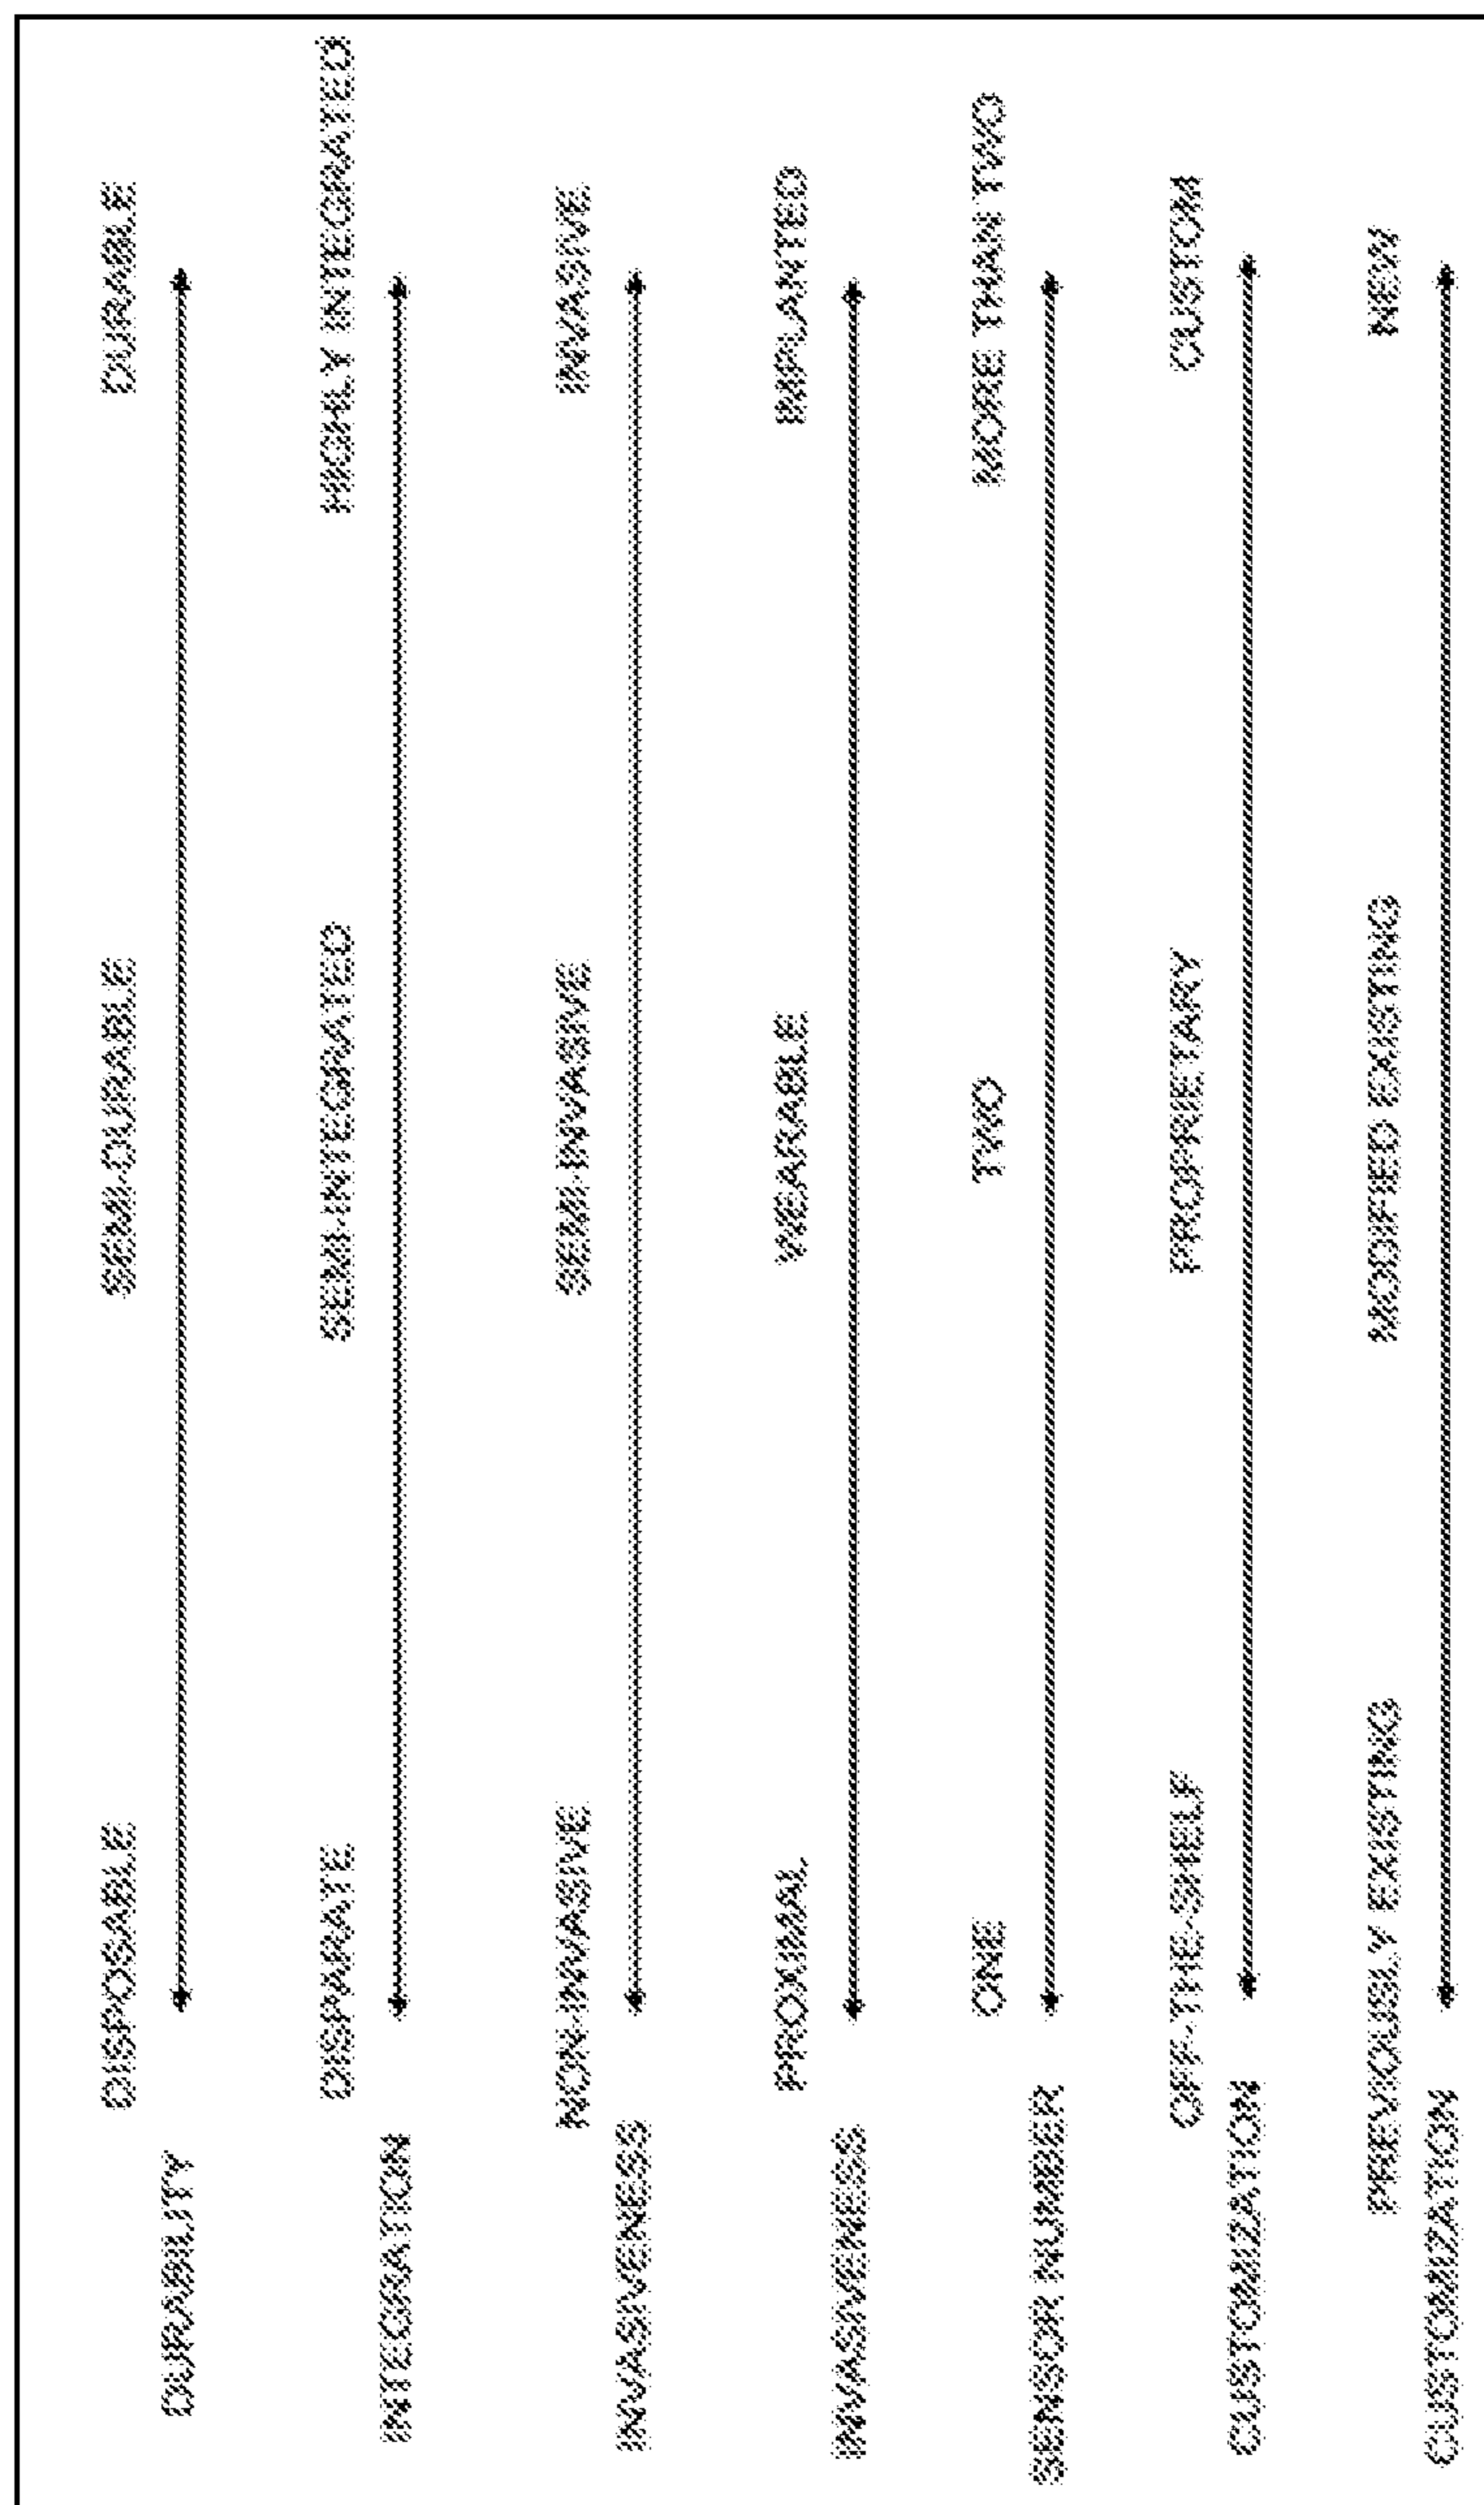 DISPOSABLE SEMI-DURABLE DURABLE
DURABILITY
DISPARATE SEMI-INTEGRATED HIGHLY INTEGRATED
INTEGRATION
NON-INVASIVE SEMI-INVASIVE INVASIVE
INVASIVENESS
PROXIMAL WEARABLE IMPLANTED
INVASIVENESS
ONE TWO MORE THAN TWO
SENSOR NUMBER
OFF-THE-SHELF PROPRIETARY CUSTOM
CUSTOMIZATION
PREVIOUSLY EXISTING MODIFIED EXISTING NEW
CUSTOMIZATION